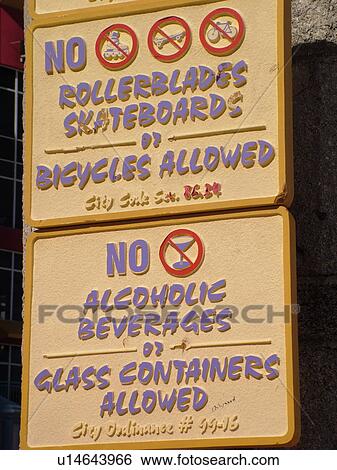 NO
ROLLERBLADES
SKATEBOARDS
or
BICYCLES ALLOWED
City Code Sec. 86.34
NO
ALCOHOLIC
BEVERAGES
or
GLASS CONTAINERS
ALLOWED
City Ordinance # 99-16
FOTOSEARCH.com
u14643966 www.fotosearch.com